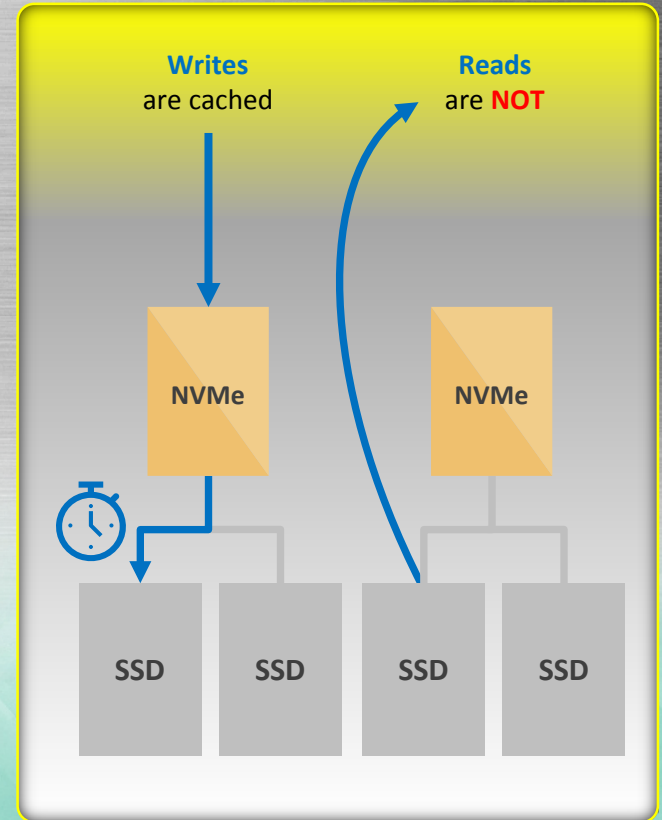 Writes
are cached
Reads
are NOT
NVMe
NVMe
SSD
SSD
SSD
SSD